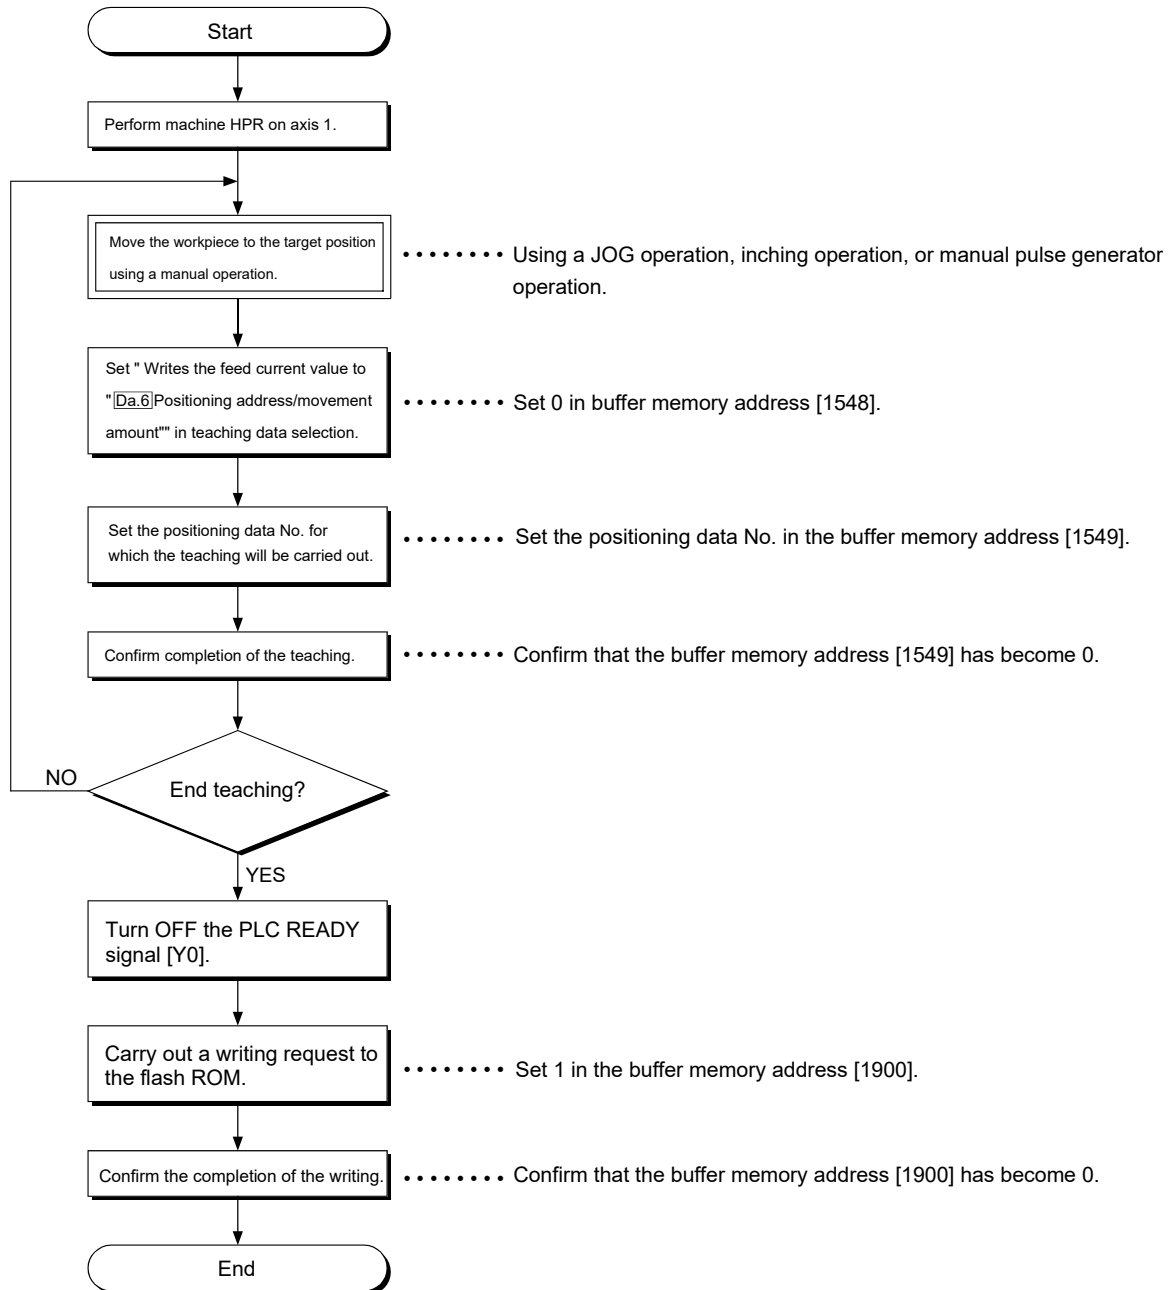 Start
Perform machine HPR on axis 1.
Move the workpiece to the target position
using a manual operation.
Using a JOG operation, inching operation, or manual pulse generator
operation.
Set " Writes the feed current value to
"Da.6 Positioning address/movement
amount"" in teaching data selection.
Set 0 in buffer memory address [1548].
Set the positioning data No. for
which the teaching will be carried out.
Set the positioning data No. in the buffer memory address [1549].
Confirm completion of the teaching.
Confirm that the buffer memory address [1549] has become 0.
NO
End teaching?
YES
Turn OFF the PLC READY
signal [Y0].
Carry out a writing request to
the flash ROM.
Set 1 in the buffer memory address [1900].
Confirm the completion of the writing.
Confirm that the buffer memory address [1900] has become 0.
End